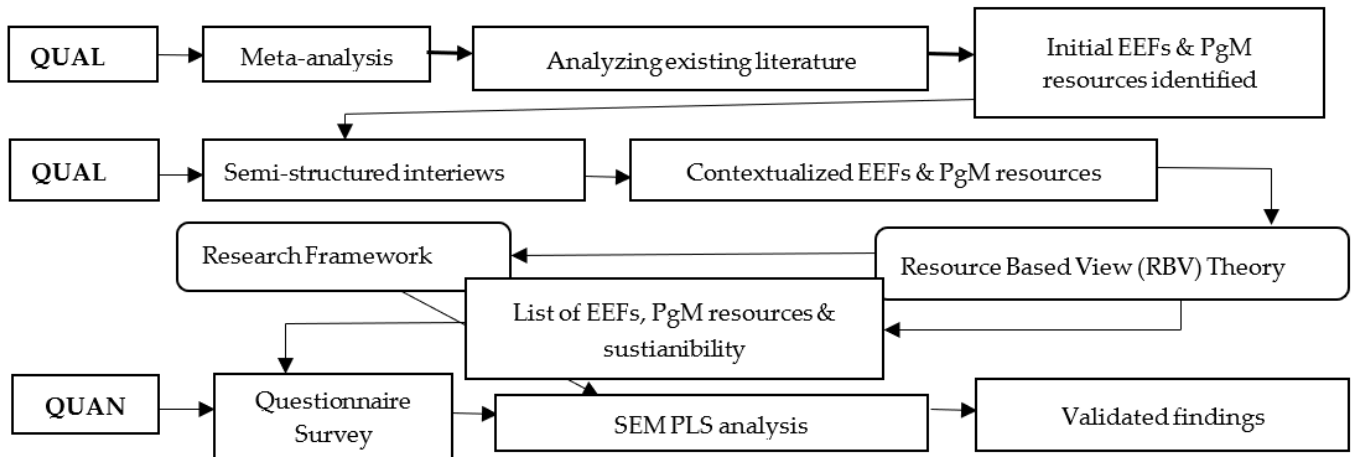 QUAL
Meta-analysis
Analyzing existing literature
Initial EEFs & PgM
resources identified
QUAL
Semi-structured interiews
Contextualized EEFs & PgM resources
Research Framework
Resource Based View (RBV) Theory
List of EEFs, PgM resources &
sustianibility
QUAN
Questionnaire
Survey
SEM PLS analysis
Validated findings